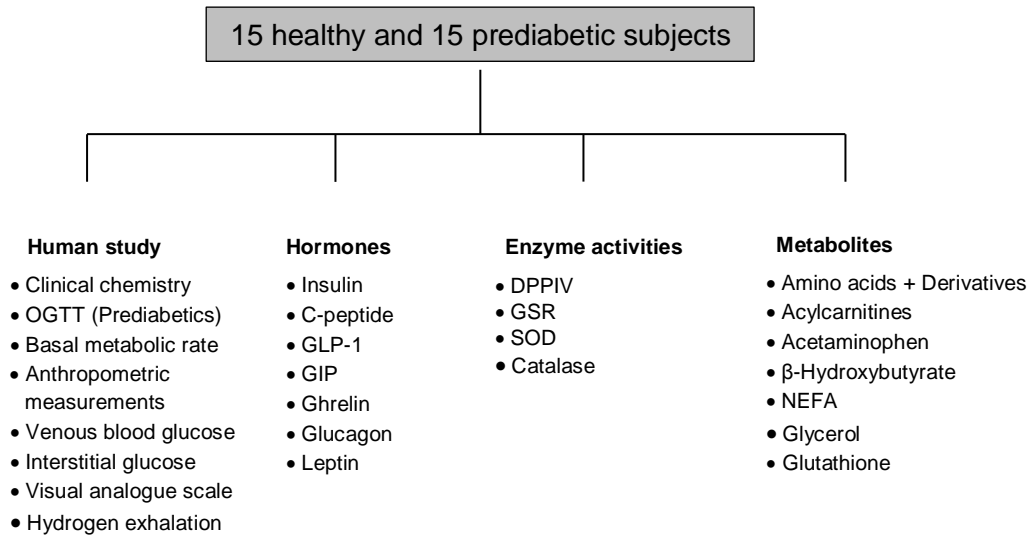 15 healthy and 15 prediabetic subjects
Human study
• Clinical chemistry
• OGTT (Prediabetics)
• Basal metabolic rate
• Anthropometric
measurements
• Venous blood glucose
• Interstitial glucose
• Visual analogue scale
• Hydrogen exhalation
Hormones
• Insulin
• C-peptide
• GLP-1
• GIP
• Ghrelin
• Glucagon
• Leptin
Enzyme activities
• DPPIV
• GSR
• SOD
• Catalase
Metabolites
• Amino acids + Derivatives
• Acylcarnitines
• Acetaminophen
• β-Hydroxybutyrate
• NEFA
• Glycerol
• Glutathione